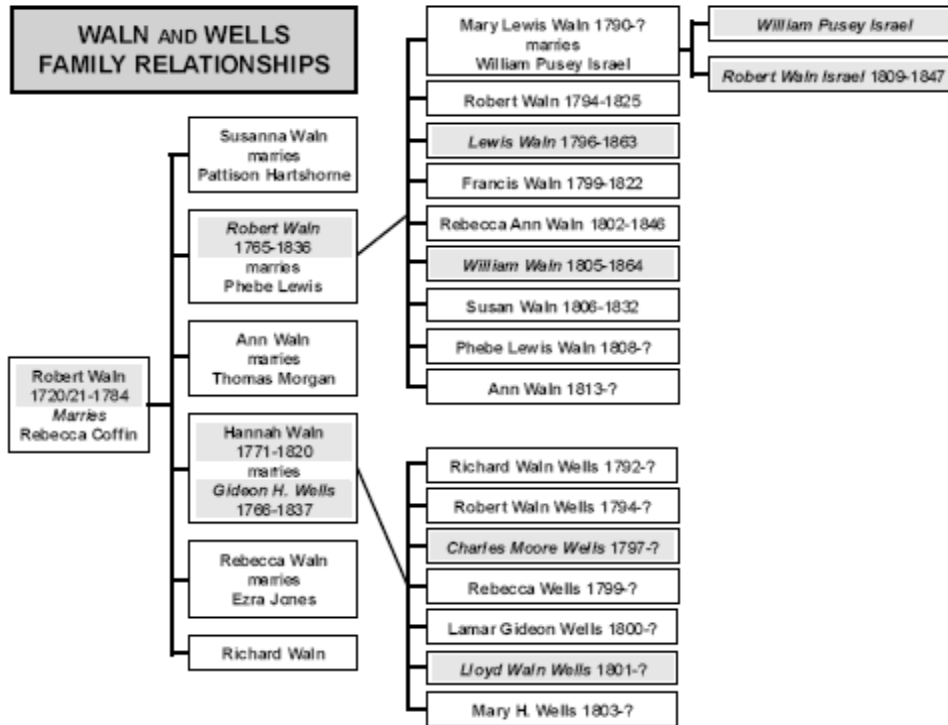 WALN AND WELLS
FAMILY RELATIONSHIPS
Robert Waln
1720/21-1784
Marries
Rebecca Coffin
Susanna Waln
marries
Pattison Hartshorne
Robert Waln
1765-1836
marries
Phebe Lewis
Ann Waln
marries
Thomas Morgan
Hannah Waln
1771-1820
marries
Gideon H. Wells
1766-1837
Rebecca Waln
marries
Ezra Jones
Richard Waln
Mary Lewis Waln 1790-?
marries
William Pusey Israel
Robert Waln 1794-1825
Lewis Waln 1796-1863
Francis Waln 1799-1822
Rebecca Ann Waln 1802-1846
William Waln 1805-1864
Susan Waln 1806-1832
Phebe Lewis Waln 1808-?
Ann Waln 1813-?
Richard Waln Wells 1792-?
Robert Waln Wells 1794-?
Charles Moore Wells 1797-?
Rebecca Wells 1799-?
Lamar Gideon Wells 1800-?
Lloyd Waln Wells 1801-?
Mary H. Wells 1803-?
William Pusey Israel
Robert Waln Israel 1809-1847